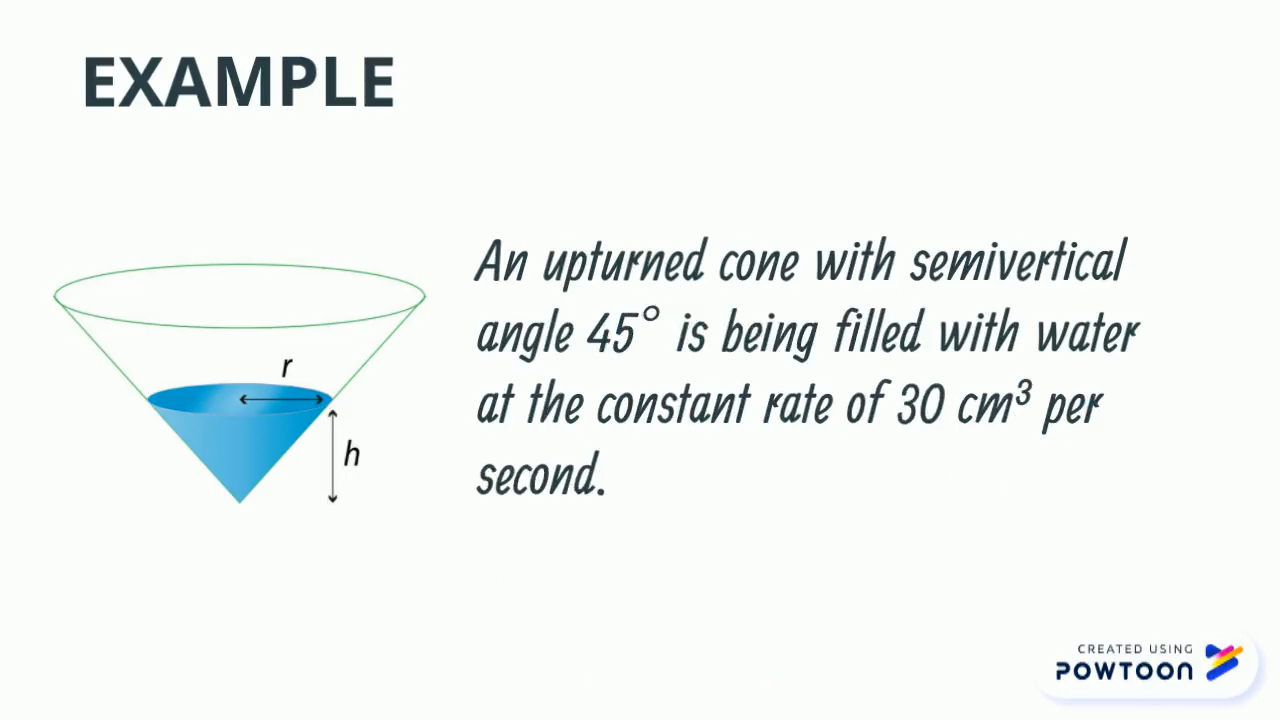 EXAMPLE
An upturned cone with semivertical
angle 45° is being filled with water
at the constant rate of 30 cm³ per
second.
r
h
CREATED USING
POWTOON